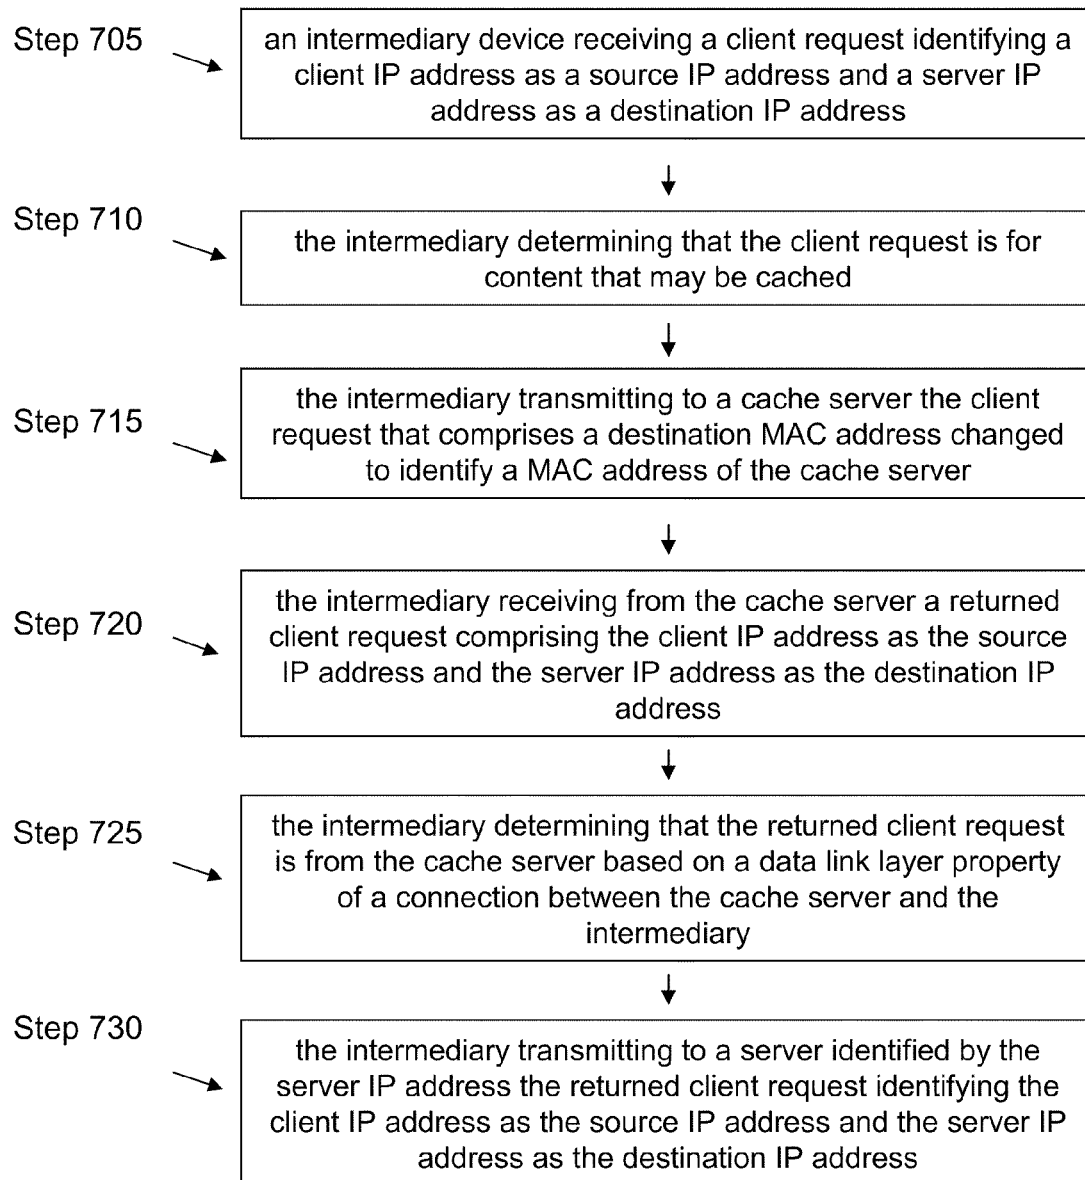 Step 705
an intermediary device receiving a client request identifying a
client IP address as a source IP address and a server IP
address as a destination IP address
Step 710
the intermediary determining that the client request is for
content that may be cached
Step 715
the intermediary transmitting to a cache server the client
request that comprises a destination MAC address changed
to identify a MAC address of the cache server
Step 720
the intermediary receiving from the cache server a returned
client request comprising the client IP address as the source
IP address and the server IP address as the destination IP
address
Step 725
the intermediary determining that the returned client request
is from the cache server based on a data link layer property
of a connection between the cache server and the
intermediary
Step 730
the intermediary transmitting to a server identified by the
server IP address the returned client request identifying the
client IP address as the source IP address and the server IP
address as the destination IP address